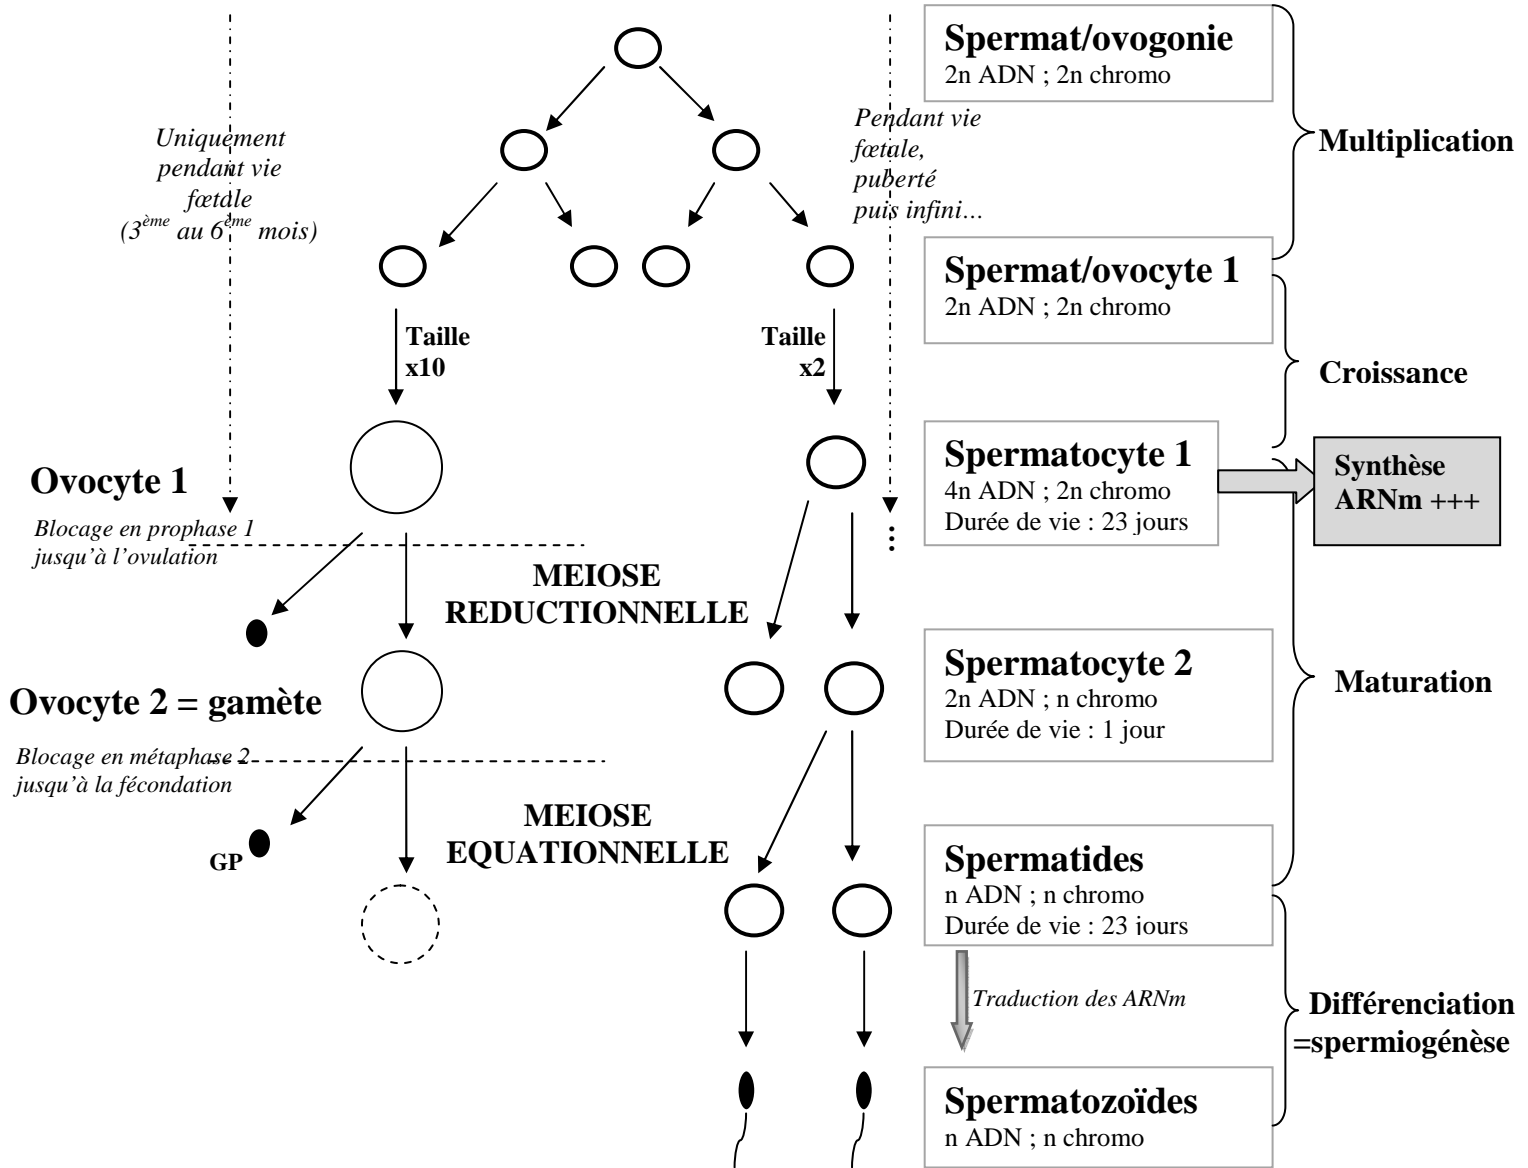 Spermat/ovogonie
2n ADN ; 2n chromo
Uniquement
pendant vie
fœtale
(3ème au 6ème mois)
Pendant vie
fœtale,
puberté
puis infini…
Multiplication
Spermat/ovocyte 1
2n ADN ; 2n chromo
Taille
x10
Taille
x2
Croissance
Ovocyte 1
Blocage en prophase 1
jusqu’à l’ovulation
Spermatocyte 1
4n ADN ; 2n chromo
Durée de vie : 23 jours
Synthèse
ARNm +++
…
MEIOSE
REDUCTIONNELLE
Spermatocyte 2
2n ADN ; n chromo
Durée de vie : 1 jour
Maturation
Ovocyte 2 = gamète
Blocage en métaphase 2
jusqu’à la fécondation
MEIOSE
EQUATIONNELLE
GP
Spermatides
n ADN ; n chromo
Durée de vie : 23 jours
Traduction des ARNm
Différenciation
=spermiogénèse
Spermatozoïdes
n ADN ; n chromo